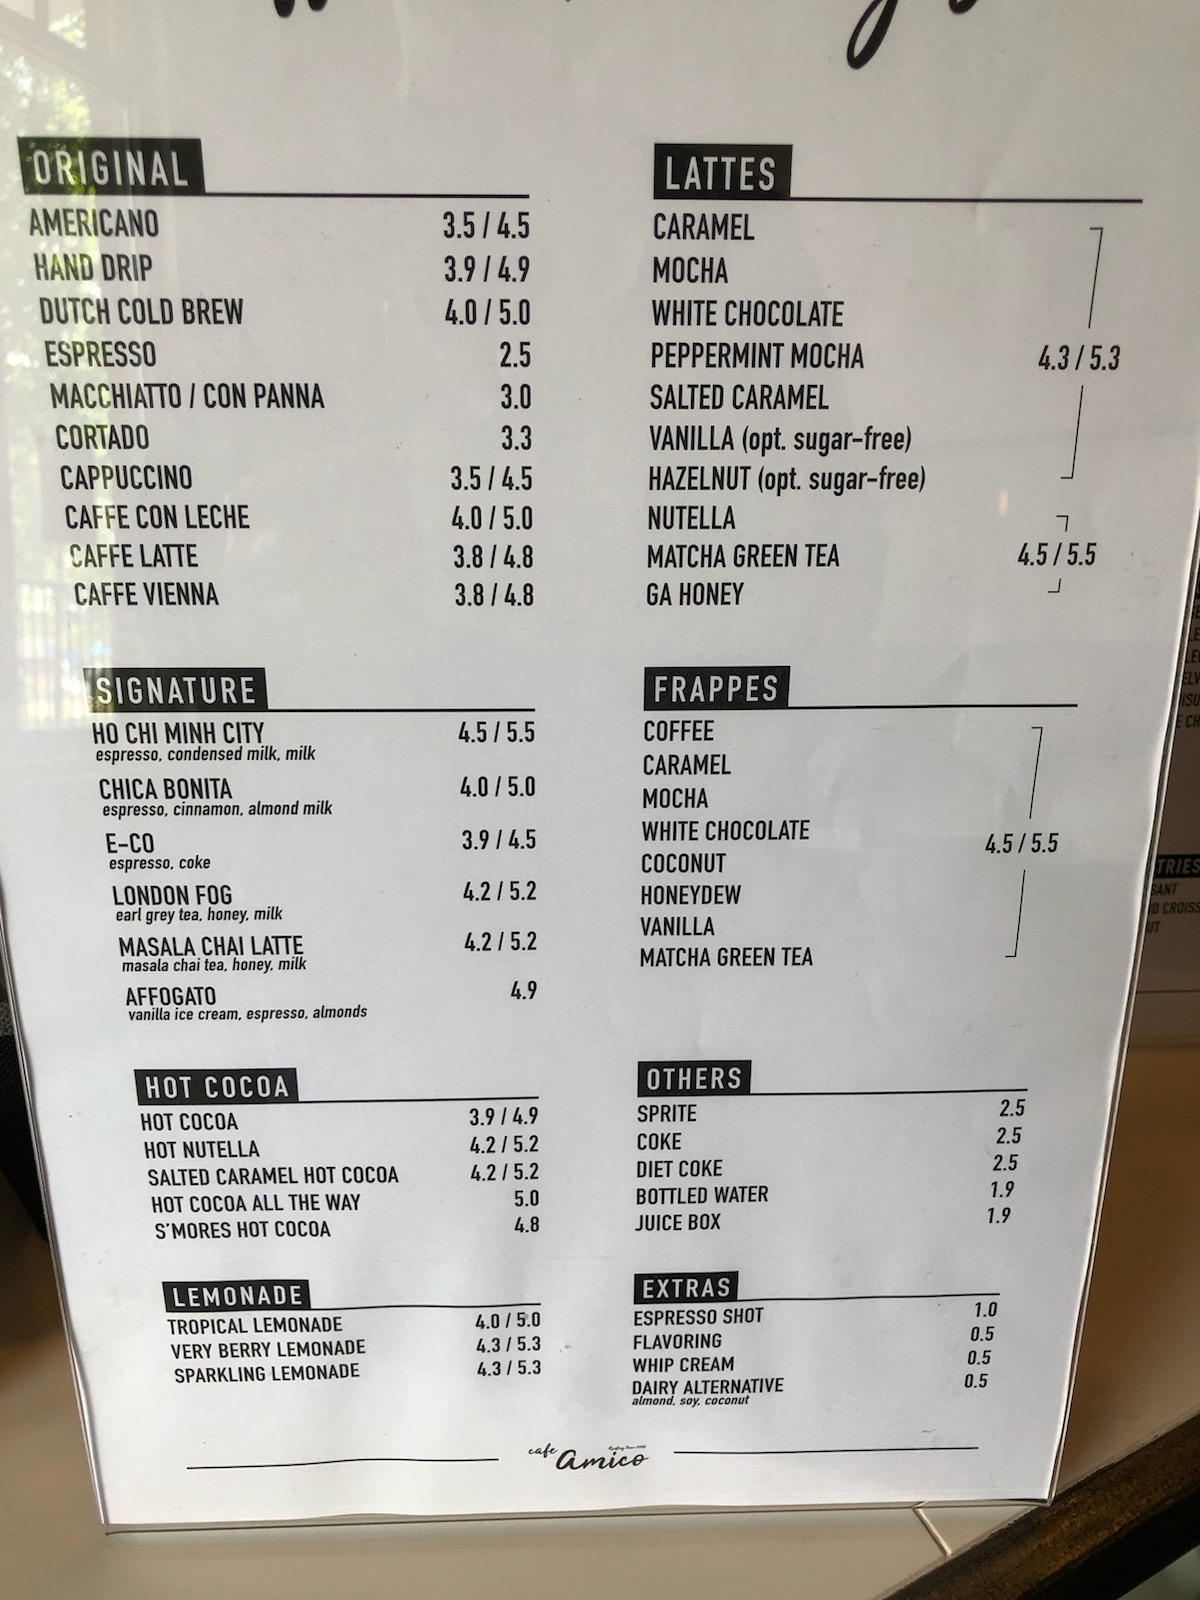 ORIGINAL
AMERICANO 3.5 / 4.5
HAND DRIP 3.9 / 4.9
DUTCH COLD BREW 4.0 / 5.0
ESPRESSO 2.5
MACCHIATTO / CON PANNA 3.0
CORTADO 3.3
CAPPUCCINO 3.5 / 4.5
CAFFE CON LECHE 4.0 / 5.0
CAFFE LATTE 3.8 / 4.8
CAFFE VIENNA 3.8 / 4.8
SIGNATURE
HO CHI MINH CITY 4.5 / 5.5
espresso, condensed milk, milk
CHICA BONITA 4.0 / 5.0
espresso, cinnamon, almond milk
E-CO 3.9 / 4.5
espresso, coke
LONDON FOG 4.2 / 5.2
earl grey tea, honey, milk
MASALA CHAI LATTE 4.2 / 5.2
masala chai tea, honey, milk
AFFOGATO 4.9
vanilla ice cream, espresso, almonds
HOT COCOA
HOT COCOA 3.9 / 4.9
HOT NUTELLA 4.2 / 5.2
SALTED CARAMEL HOT COCOA 4.2 / 5.2
HOT COCOA ALL THE WAY 5.0
S'MORES HOT COCOA 4.8
LEMONADE
TROPICAL LEMONADE 4.0 / 5.0
VERY BERRY LEMONADE 4.3 / 5.3
SPARKLING LEMONADE 4.3 / 5.3
LATTES
CARAMEL
MOCHA
WHITE CHOCOLATE
PEPPERMINT MOCHA 4.3 / 5.3
SALTED CARAMEL
VANILLA (opt. sugar-free)
HAZELNUT (opt. sugar-free)
NUTELLA
MATCHA GREEN TEA 4.5 / 5.5
GA HONEY
FRAPPES
COFFEE
CARAMEL
MOCHA
WHITE CHOCOLATE 4.5 / 5.5
COCONUT
HONEYDEW
VANILLA
MATCHA GREEN TEA
OTHERS
SPRITE 2.5
COKE 2.5
DIET COKE 2.5
BOTTLED WATER 1.9
JUICE BOX 1.9
EXTRAS
ESPRESSO SHOT 1.0
FLAVORING 0.5
WHIP CREAM 0.5
DAIRY ALTERNATIVE 0.5
almond, soy, coconut
cafe amico